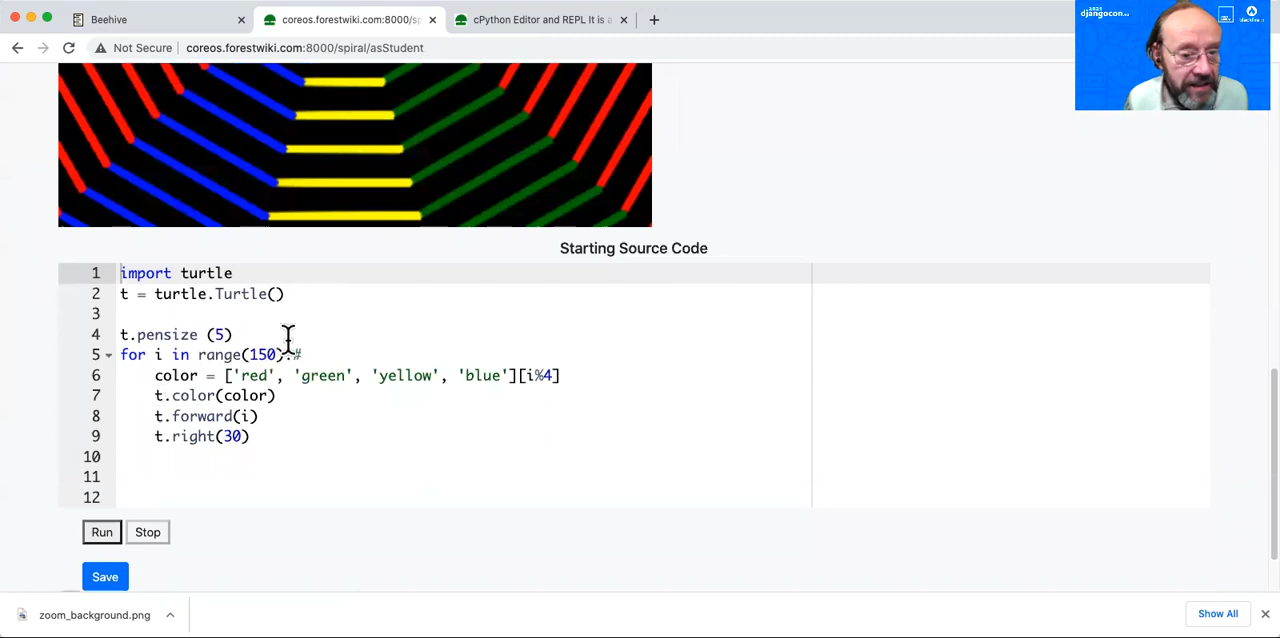 Beehive
coreos.forestwiki.com:8000/sp
cPython Editor and REPL It is a
Not Secure
coreos.forestwiki.com:8000/spiral/asStudent
2021
djangocon
Starting Source Code
1 import turtle
2 t = turtle.Turtle()
3
4 t.pensize (5)
5 for i in range(150):#
6 color = ['red', 'green', 'yellow', 'blue'][i%4]
7 t.color(color)
8 t.forward(i)
9 t.right(30)
10
11
12
Run Stop
Save
zoom_background.png
Show All